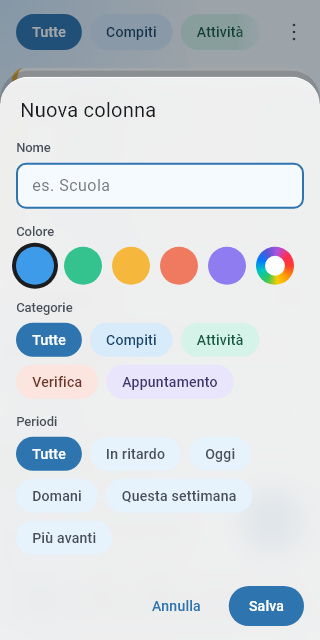 Tutte Compiti Attività
Nuova colonna
Nome
es. Scuola
Colore
Categorie
Tutte Compiti Attività
Verifica Appuntamento
Periodi
Tutte In ritardo Oggi
Domani Questa settimana
Più avanti
Annulla Salva